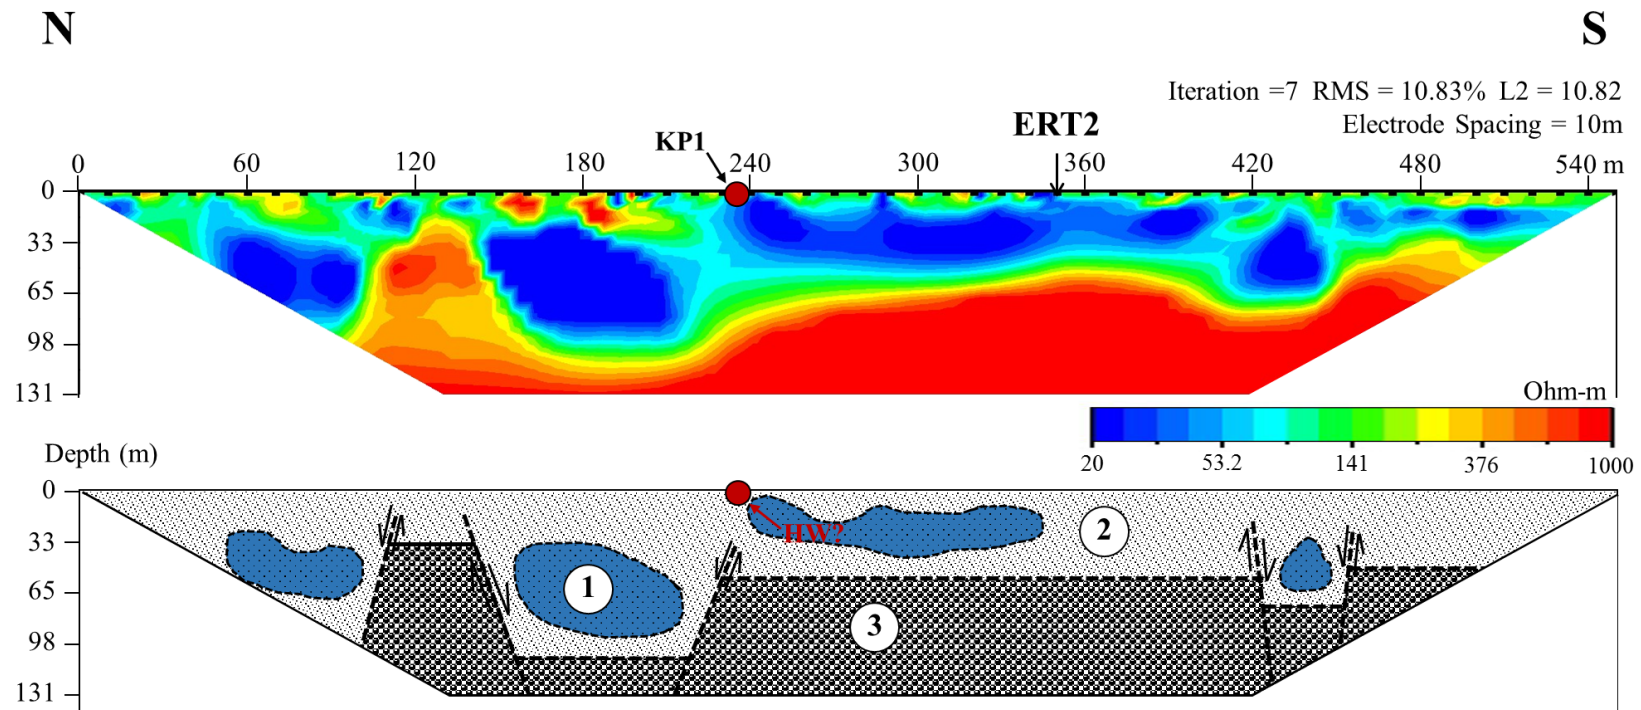 N S
Iteration =7 RMS = 10.83% L2 = 10.82
Electrode Spacing = 10m
ERT2
KP1
0 60 120 180 240 300 360 420 480 540 m
0
33
65
98
131
Ohm-m
20 53.2 141 376 1000
Depth (m)
0
33
65
98
131
HW?
1
2
3